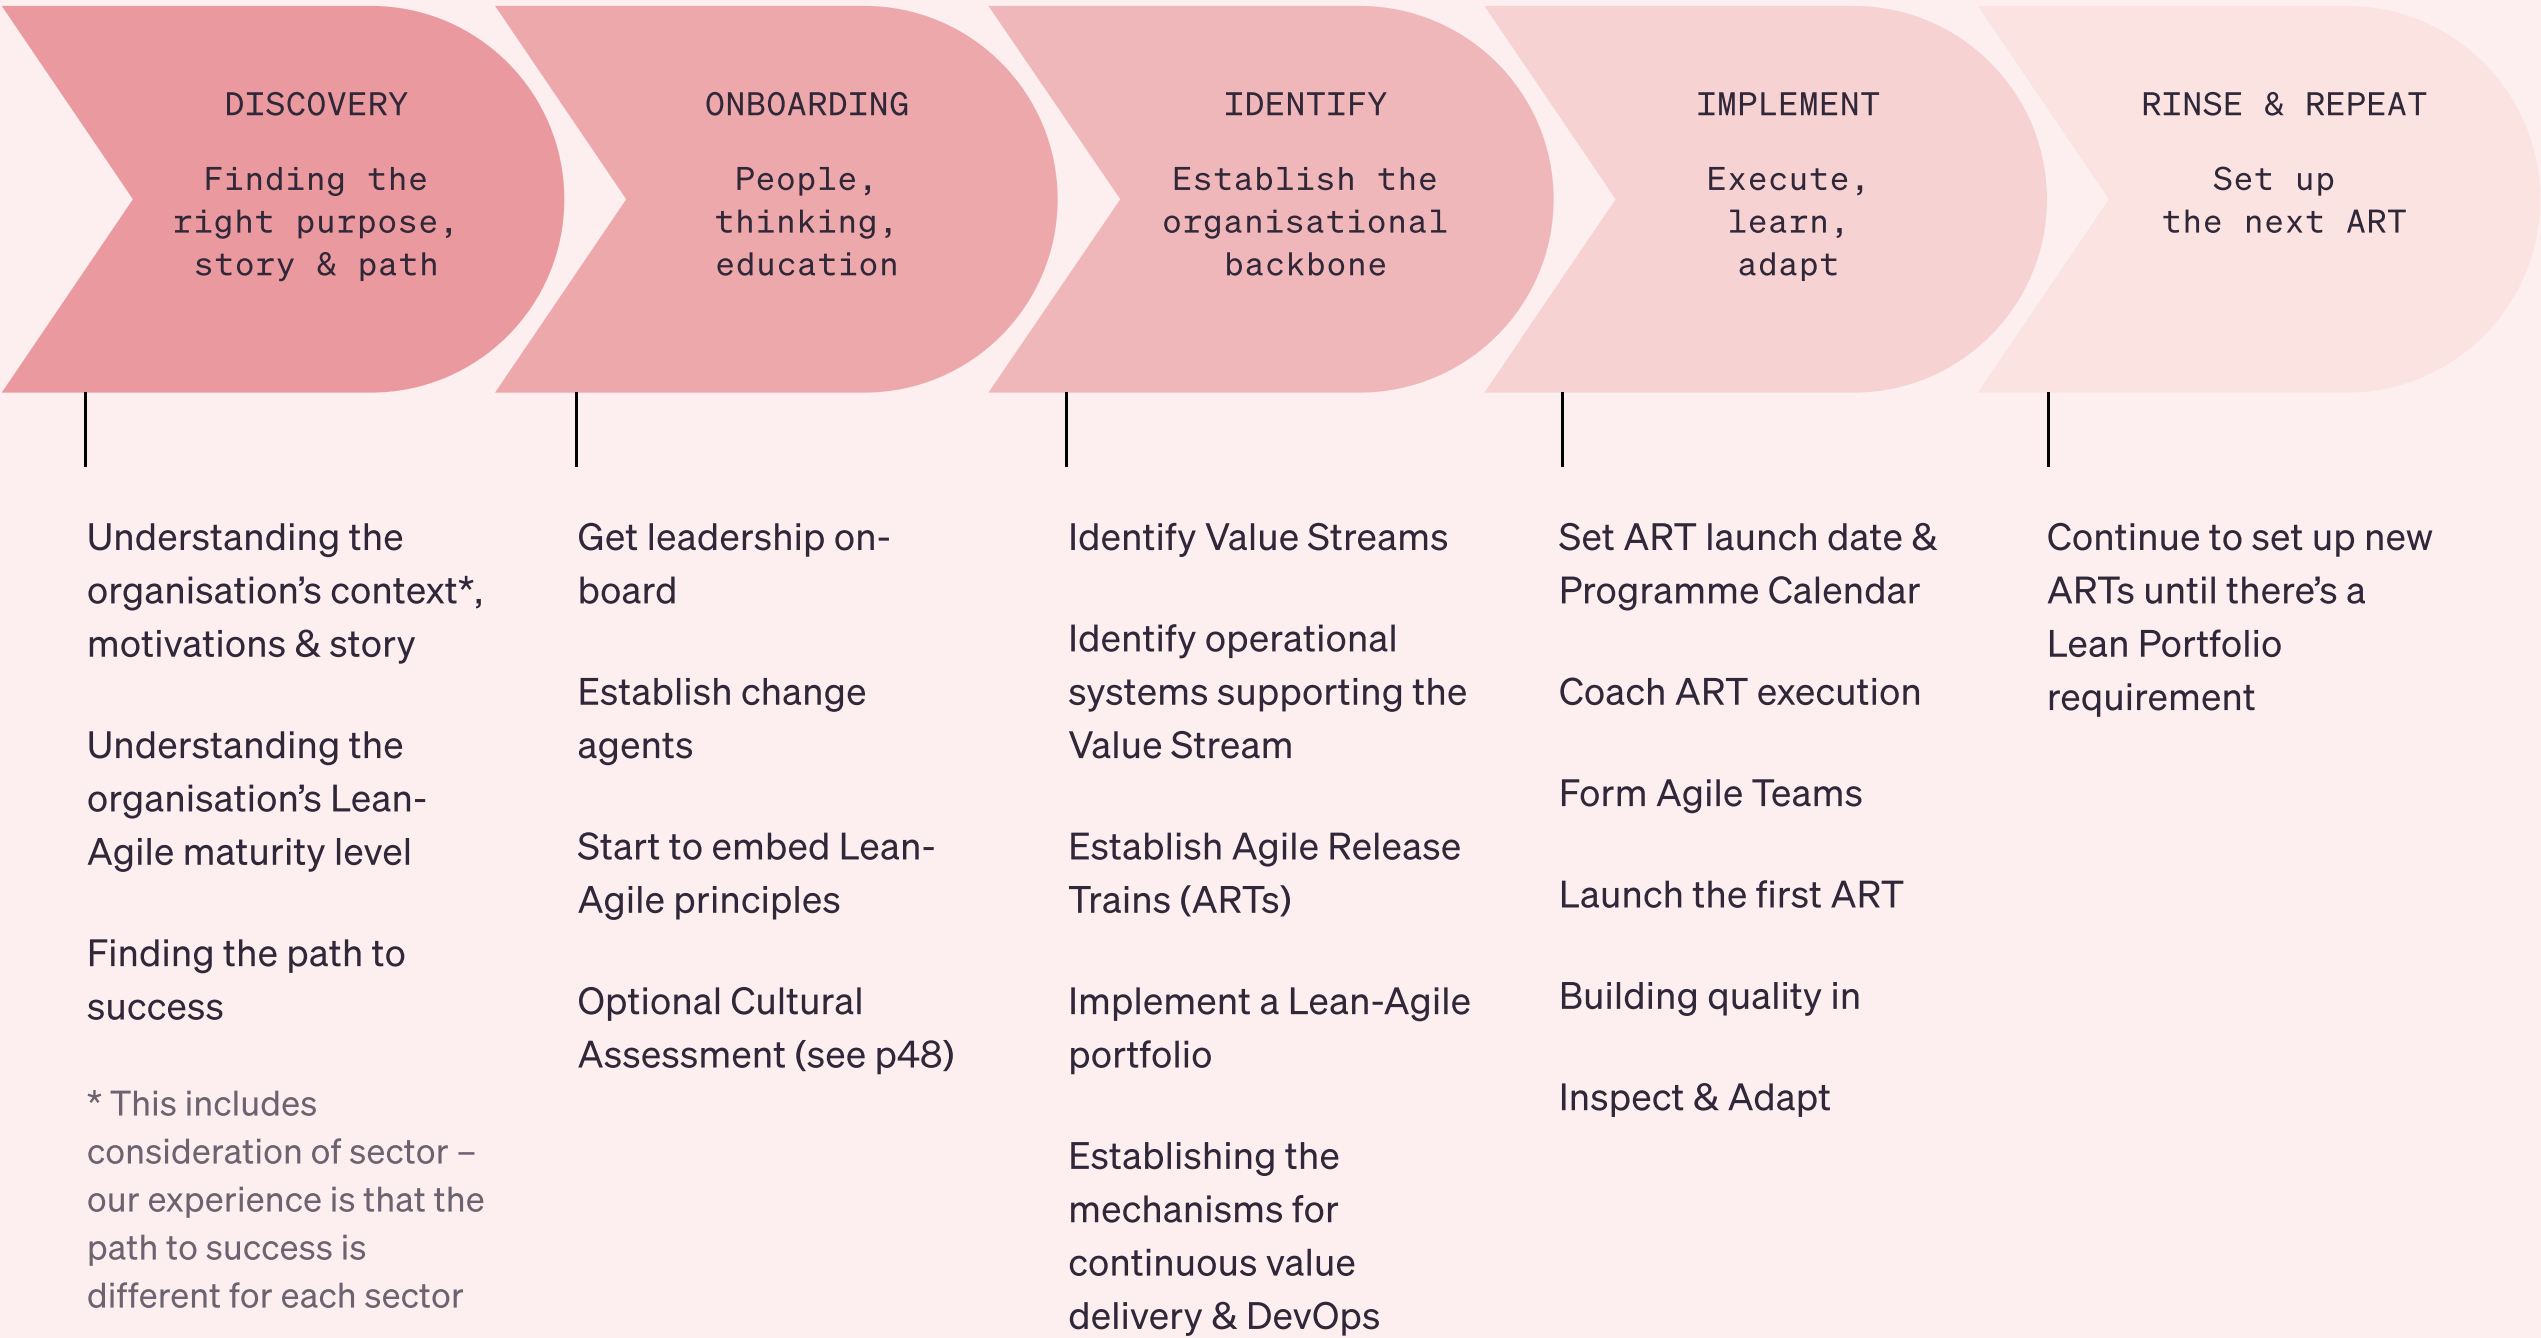 DISCOVERY
Finding the
right purpose,
story & path
ONBOARDING
People,
thinking,
education
IDENTIFY
Establish the
organisational
backbone
IMPLEMENT
Execute,
learn,
adapt
RINSE & REPEAT
Set up
the next ART
Understanding the
organisation’s context*,
motivations & story
Understanding the
organisation’s Lean-
Agile maturity level
Finding the path to
success
* This includes
consideration of sector –
our experience is that the
path to success is
different for each sector
Get leadership on-
board
Establish change
agents
Start to embed Lean-
Agile principles
Optional Cultural
Assessment (see p48)
Identify Value Streams
Identify operational
systems supporting the
Value Stream
Establish Agile Release
Trains (ARTs)
Implement a Lean-Agile
portfolio
Establishing the
mechanisms for
continuous value
delivery & DevOps
Set ART launch date &
Programme Calendar
Coach ART execution
Form Agile Teams
Launch the first ART
Building quality in
Inspect & Adapt
Continue to set up new
ARTs until there’s a
Lean Portfolio
requirement